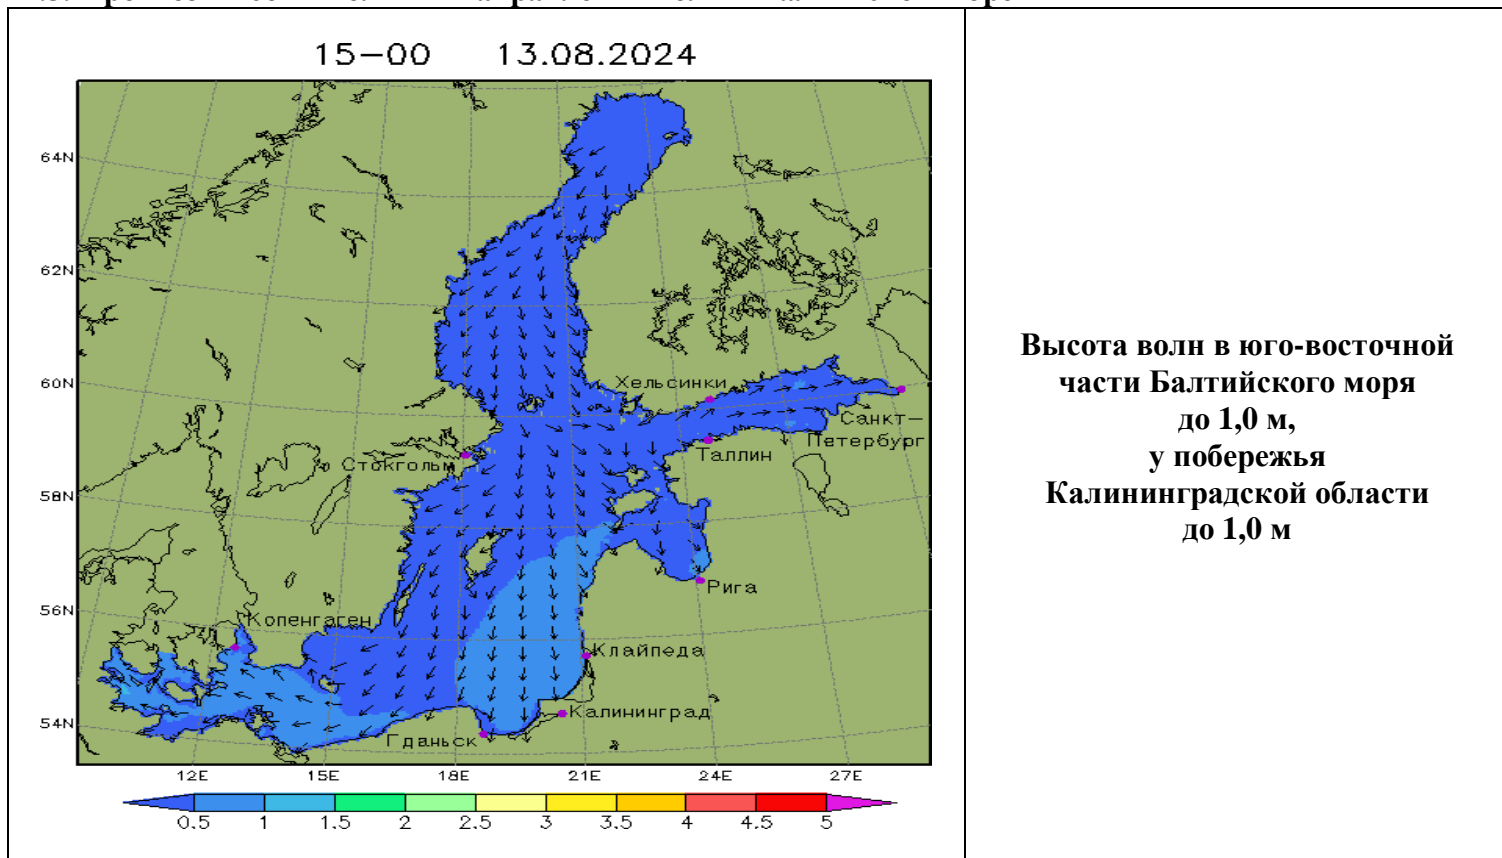 15-00 13.08.2024
64N
62N
60N
58N
56N
54N
Хельсинки
Санкт-
Петербург
Таллин
Стокгольм
Рига
Копенгаген
Клайпеда
Калининград
Гданьск
12E 15E 18E 21E 24E 27E
0.5 1 1.5 2 2.5 3 3.5 4 4.5 5
Высота волн в юго-восточной
части Балтийского моря
до 1,0 м,
у побережья
Калининградской области
до 1,0 м